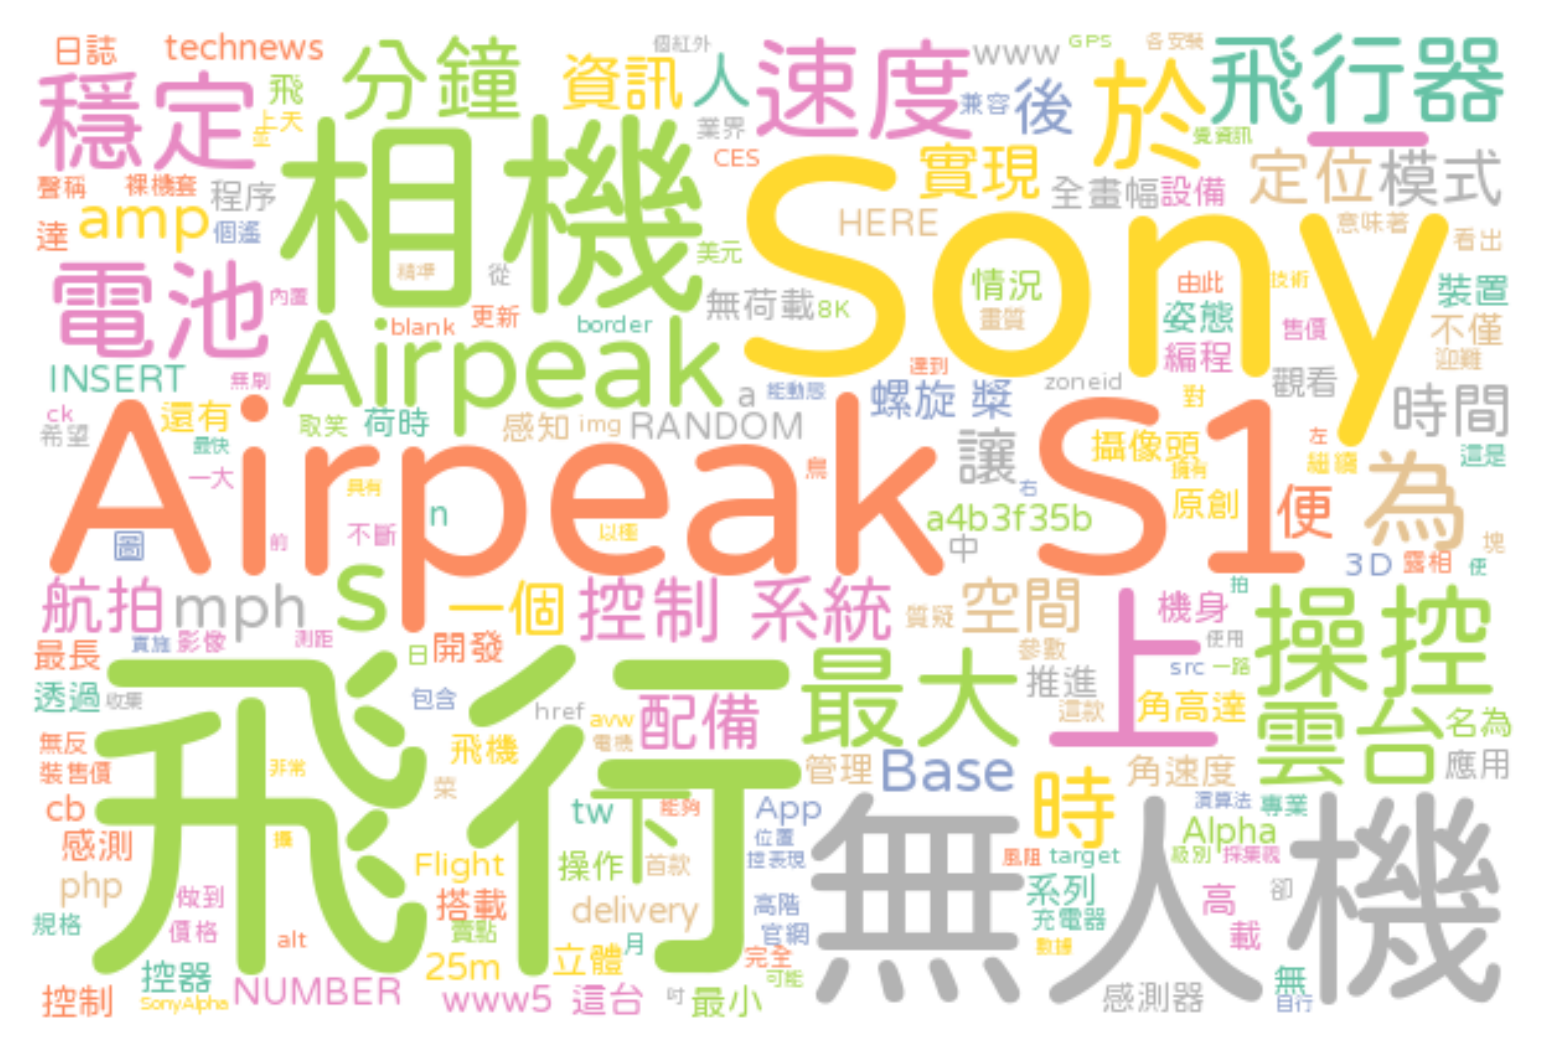 日誌 technews 分鐘 個紅外 速度 www GPS 各安裝 飛行器
穩定 飛 資訊 人 兼容 後 於
上天 業界 覺資訊 一
聲稱 裸機套 程序 相機 CES 實現 全畫幅 設備 定位 模式
達 amp 個遙 HERE 意味著 看出
電池 內置 精準 從 美元 Sony 情況 由此 技術 裝置
blank 更新 border 無荷載 8K 畫質 姿態 售價 不僅
INSERT 無刷 Airpeak a 能動態 達到 螺旋 槳 zoneid 編程 觀看 迎難
ck 希望 還有 取笑 荷時 感知 img RANDOM 對 時間
最快 一大 具有 Airpeak S1 鳥 讓 右 攝像頭 擁有 左 繼續 這是
圖 前 不斷 n 以種 a4b3f35b 中 原創 便 為 塊
3D 露相 便
航拍 mph s 一個 控制 系統 質疑 空間 上 機身 拍 操控
最長 實施 影像 測距 日 開發 參數 使用
透過 收集 包含 href 配備 最大 推進 src 一路
無反 飛行 avw 這款 角高達 雲台 名為
裝售價 非常 飛機 電機 管理 Base 角速度 應用
cb 菜 tw 下 能夠 App 時 演算法 專業
感測 攝 Flight 操作 首款 位置 控表現 無人機 風阻 target Alpha 級別 採集視
php 做到 搭載 delivery 高階 系列 高 卻
規格 價格 alt 賣點 月 官網 充電器 載
控器 25m 立體 完全 可能 數據 無
控制 SonyAlpha NUMBER www5 這台 吋 最小 感測器 自行